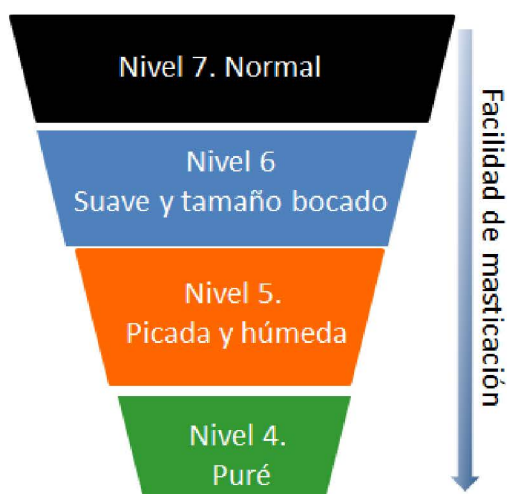 Nivel 7. Normal
Nivel 6
Suave y tamaño bocado
Nivel 5.
Picada y húmeda
Nivel 4.
Puré
Facilidad de masticación